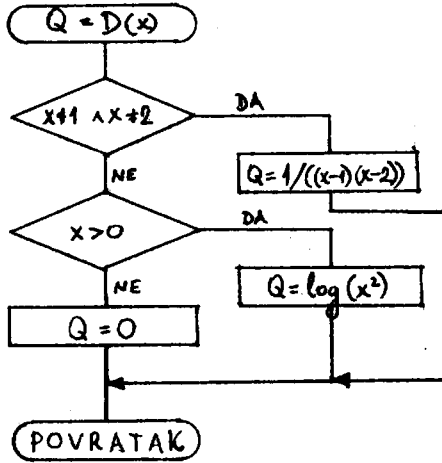 Q = D(x)
x≠1 ∧ x≠2
DA
NE
Q=1/((x-1)(x-2))
x>0
DA
NE
Q=log(x²)
Q=0
POVRATAK